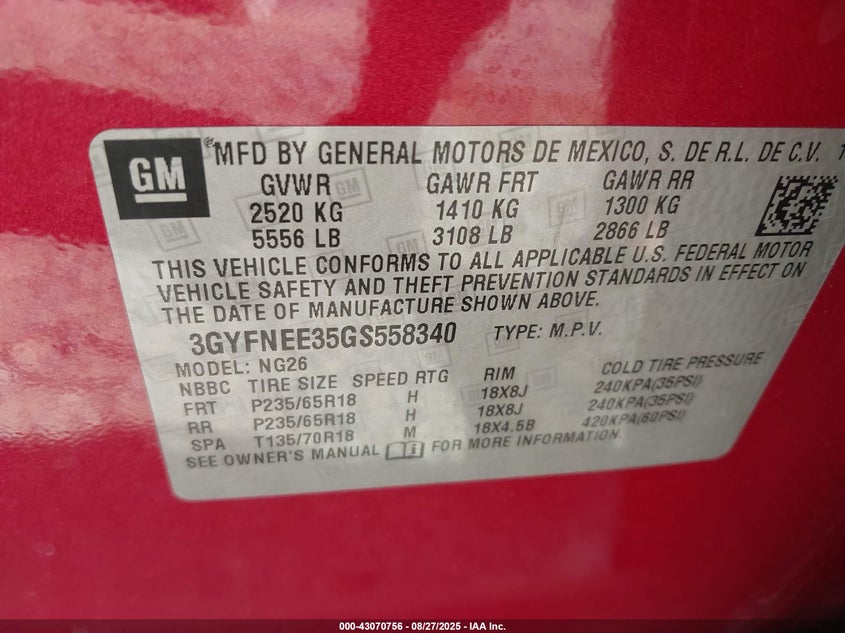 GM
® MFD BY GENERAL MOTORS DE MEXICO, S. DE R.L. DE C.V. 1
GVWR GAWR FRT GAWR RR
2520 KG 1410 KG 1300 KG
5556 LB 3108 LB 2866 LB
THIS VEHICLE CONFORMS TO ALL APPLICABLE U.S. FEDERAL MOTOR
VEHICLE SAFETY AND THEFT PREVENTION STANDARDS IN EFFECT ON
THE DATE OF MANUFACTURE SHOWN ABOVE.
3GYFNEE35GS558340 TYPE: M.P.V.
MODEL: NG26
NBBC TIRE SIZE SPEED RTG RIM COLD TIRE PRESSURE
FRT P235/65R18 H 18X8J 240KPA(35PSI)
RR P235/65R18 H 18X8J 240KPA(35PSI)
SPA T135/70R18 M 18X4.5B 420KPA(60PSI)
SEE OWNER'S MANUAL FOR MORE INFORMATION.
000-43070756 - 08/27/2025 - IAA Inc.